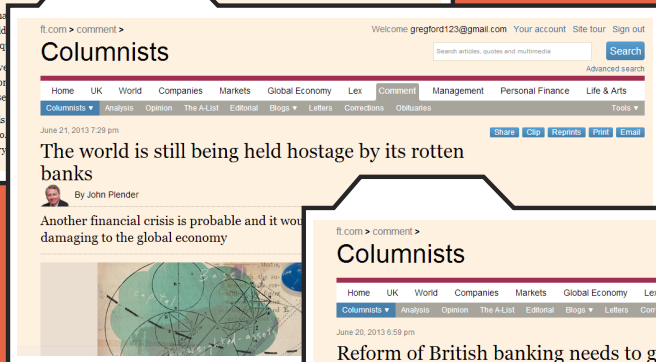 ft.com > comment >
Welcome gregford123@gmail.com Your account Site tour Sign out
Columnists
Search articles, quotes and multimedia
Search
Advanced search
Home UK World Companies Markets Global Economy Lex Comment Management Personal Finance Life & Arts
Columnists ▼ Analysis Opinion The A-List Editorial Blogs ▼ Letters Corrections Obituaries Tools ▼
June 21, 2013 7:29 pm
Share Clip Reprints Print Email
The world is still being held hostage by its rotten
banks
By John Plender
Another financial crisis is probable and it wou
damaging to the global economy
ft.com > comment >
Columnists
Home UK World Companies Markets Global Economy Lex
Columnists ▼ Analysis Opinion The A-List Editorial Blogs ▼ Letters Corr
June 20, 2013 6:59 pm
Reform of British banking needs to g